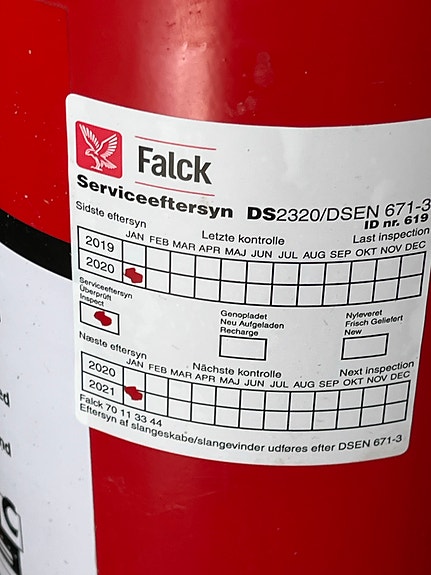 Falck
Serviceeftersyn DS2320/DSEN 671-3
ID nr. 619
Sidste eftersyn Letzte kontrolle Last inspection
JAN FEB MAR APR MAJ JUN JUL AUG SEP OKT NOV DEC
2019
2020
Serviceeftersyn
Überprüft
Inspect
Genopladet
Neu Aufgeladen
Recharge
Nyleveret
Frisch Geliefert
New
Næste eftersyn Nächste kontrolle Next inspection
JAN FEB MAR APR MAJ JUN JUL AUG SEP OKT NOV DEC
2020
2021
Falck 70 11 33 44
Eftersyn af slangeskabe/slangevinder udføres efter DSEN 671-3